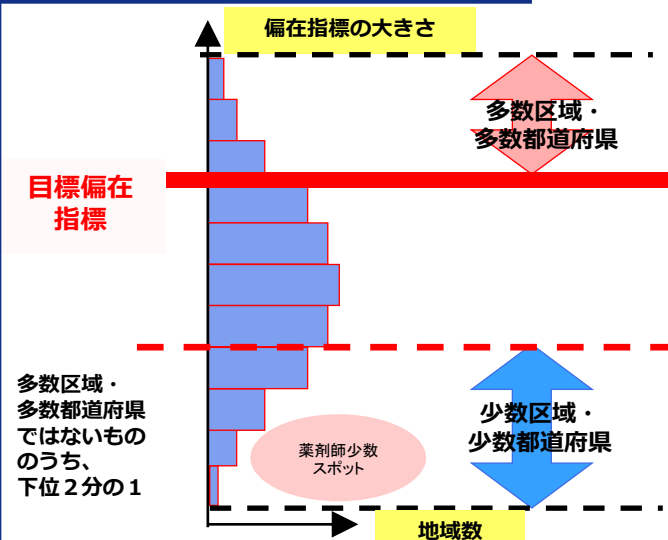 偏在指標の大きさ
多数区域・
多数都道府県
目標偏在
指標
多数区域・
多数都道府県
ではないもの
のうち、
下位２分の１
薬剤師少数
スポット
少数区域・
少数都道府県
地域数